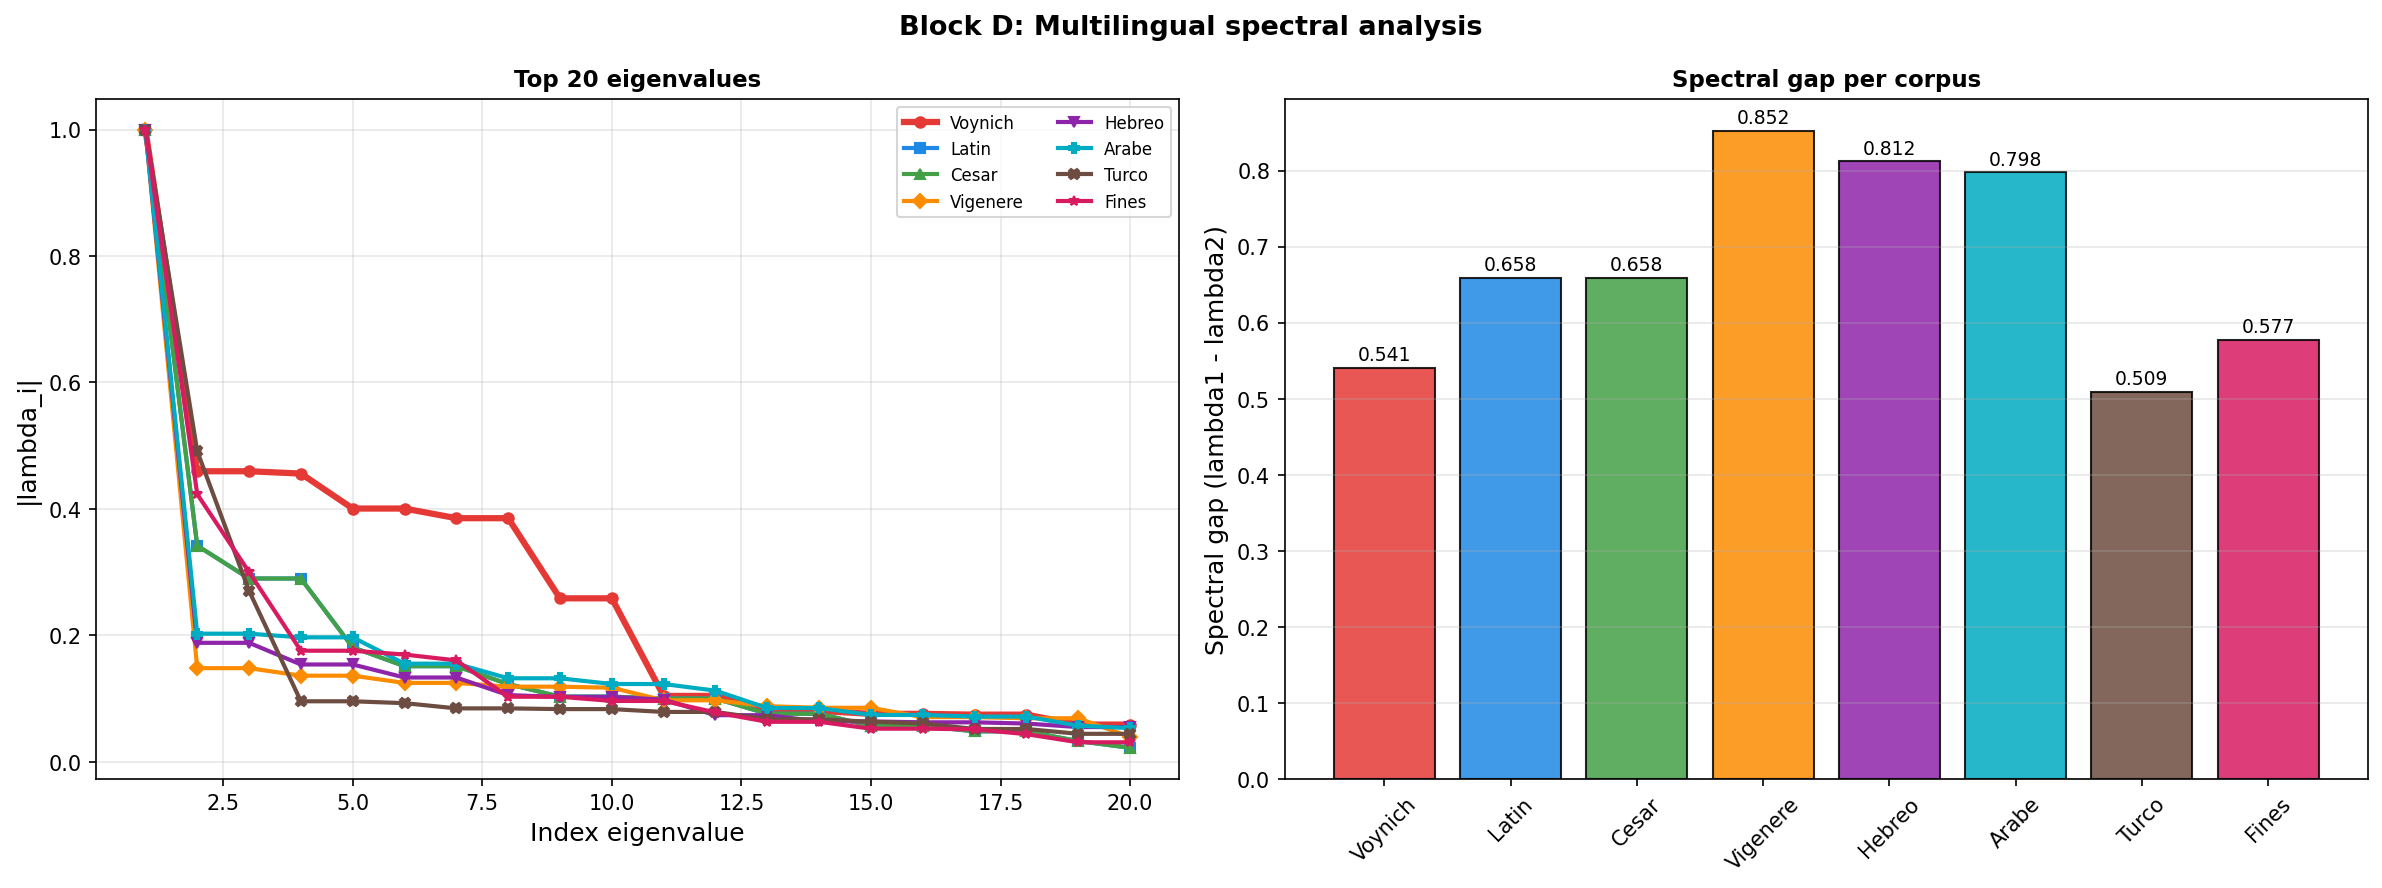 Block D: Multilingual spectral analysis
Top 20 eigenvalues
|lambda_i|
1.0
0.8
0.6
0.4
0.2
0.0
Voynich
Latin
Cesar
Vigenere
Hebreo
Arabe
Turco
Fines
2.5 5.0 7.5 10.0 12.5 15.0 17.5 20.0
Index eigenvalue
Spectral gap per corpus
Spectral gap (lambda1 - lambda2)
0.8
0.7
0.6
0.5
0.4
0.3
0.2
0.1
0.0
0.541
0.658
0.658
0.852
0.812
0.798
0.509
0.577
Voynich
Latin
Cesar
Vigenere
Hebreo
Arabe
Turco
Fines